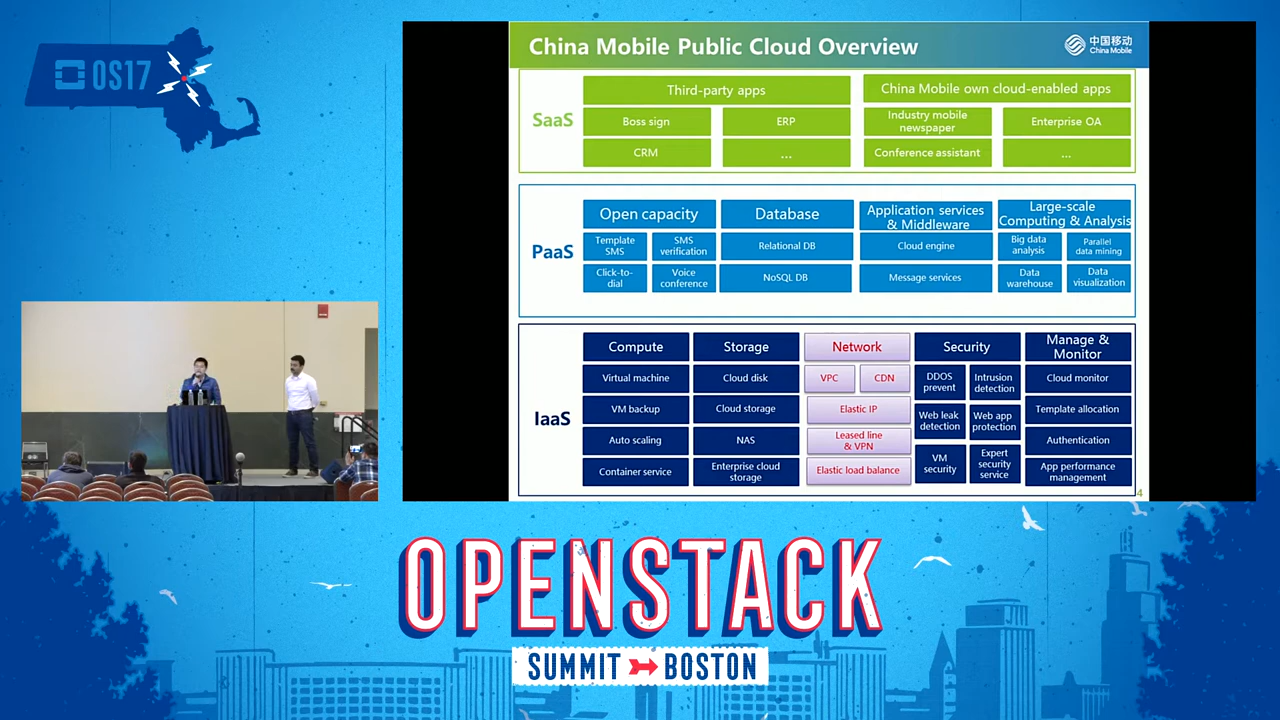 OS17
China Mobile Public Cloud Overview
中国移动
China Mobile
SaaS
Third-party apps
China Mobile own cloud-enabled apps
Boss sign
ERP
Industry mobile
newspaper
Enterprise OA
CRM
...
Conference assistant
...
PaaS
Open capacity
Database
Application services
& Middleware
Large-scale
Computing & Analysis
Template
SMS
SMS
verification
Relational DB
Cloud engine
Big data
analysis
Parallel
data mining
Click-to-
dial
Voice
conference
NoSQL DB
Message services
Data
warehouse
Data
visualization
IaaS
Compute
Storage
Network
Security
Manage &
Monitor
Virtual machine
Cloud disk
VPC
CDN
DDOS
prevent
Intrusion
detection
Cloud monitor
VM backup
Cloud storage
Elastic IP
Web leak
detection
Web app
protection
Template allocation
Auto scaling
NAS
Leased line
& VPN
Authentication
Container service
Enterprise cloud
storage
Elastic load balance
VM
security
Expert
security
service
App performance
management
4
OPENSTACK
SUMMIT BOSTON